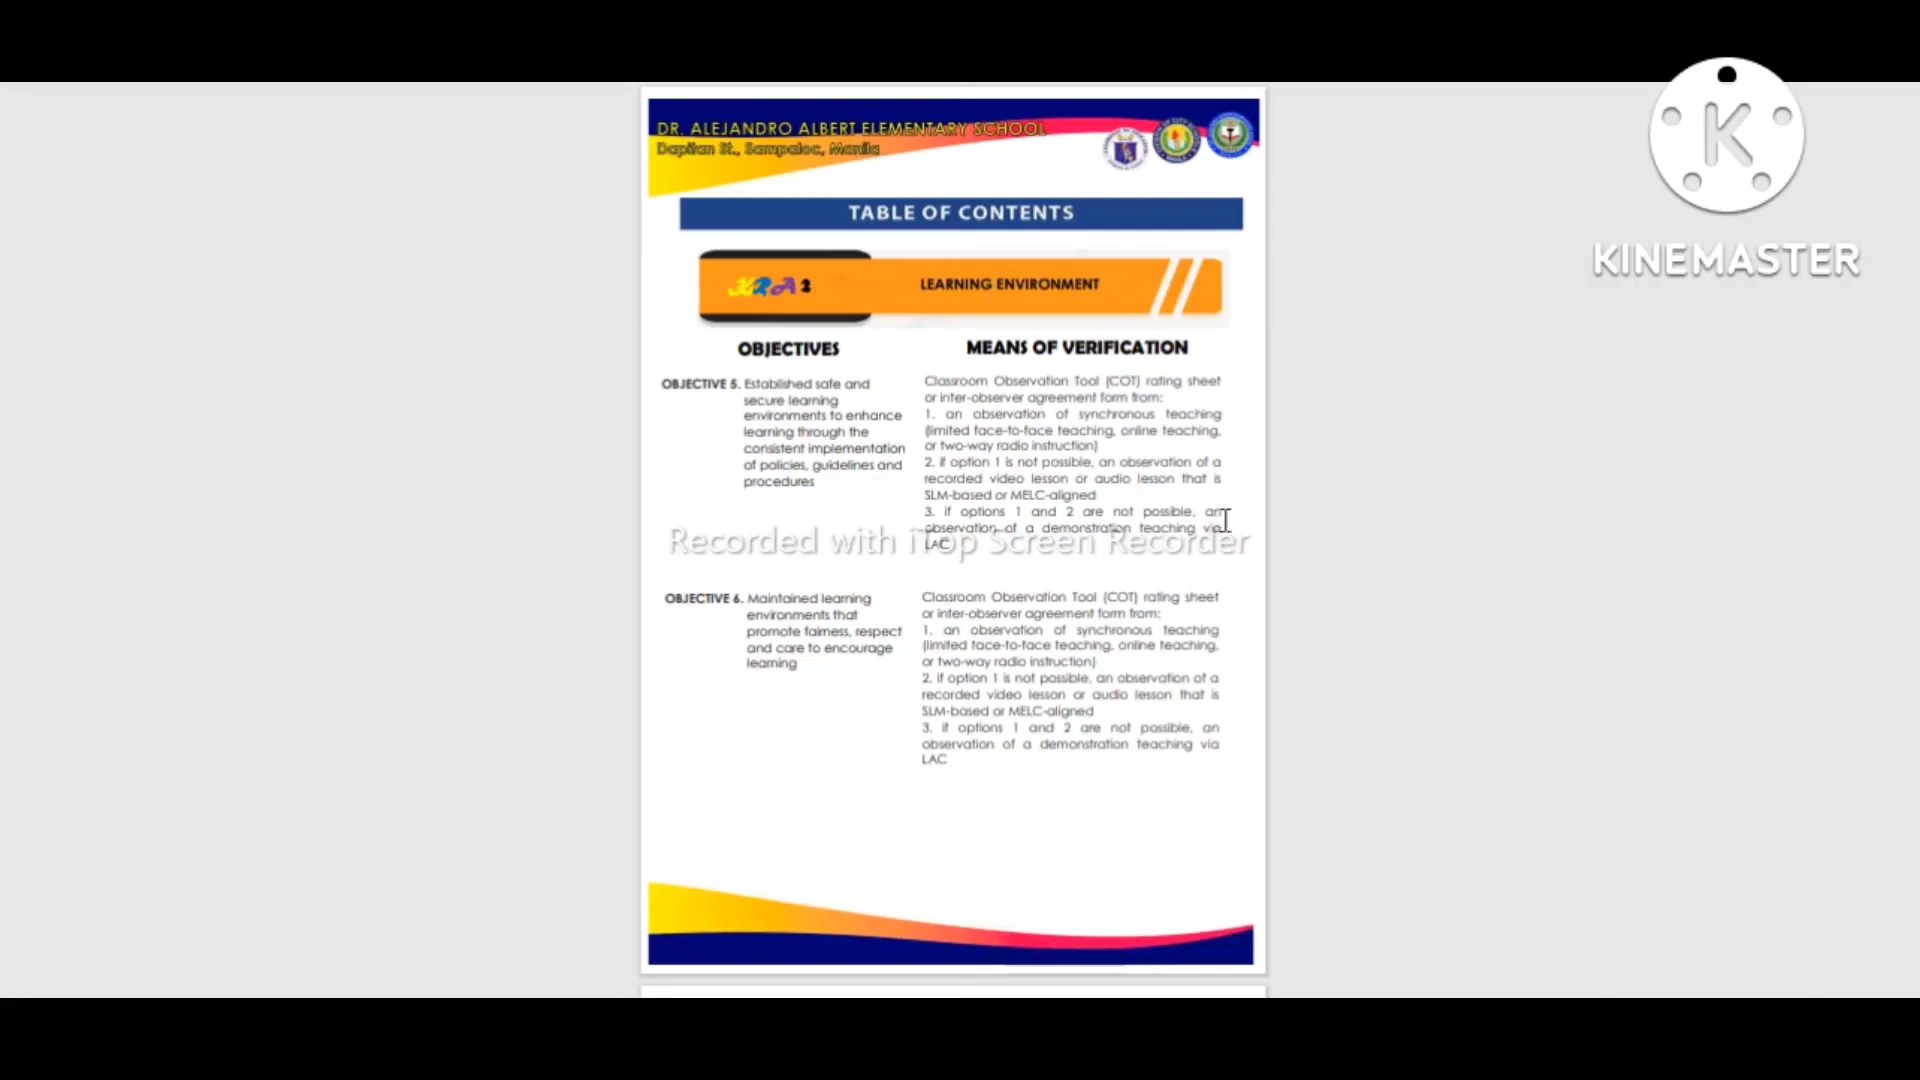 DR. ALEJANDRO ALBERT ELEMENTARY SCHOOL
Dapitan St., Sampaloc, Manila
K
KINEMASTER
TABLE OF CONTENTS
KRA 2
LEARNING ENVIRONMENT
OBJECTIVES
MEANS OF VERIFICATION
OBJECTIVE 5. Established safe and
secure learning
environments to enhance
learning through the
consistent implementation
of policies, guidelines and
procedures
Classroom Observation Tool (COT) rating sheet
or inter-observer agreement form from:
1. an observation of synchronous teaching
(limited face-to-face teaching, online teaching,
or two-way radio instruction)
2. if option 1 is not possible, an observation of a
recorded video lesson or audio lesson that is
SLM-based or MELC-aligned
3. if options 1 and 2 are not possible, an
observation of a demonstration teaching via
LAC
Recorded with iTop Screen Recorder
OBJECTIVE 6. Maintained learning
environments that
promote fairness, respect
and care to encourage
learning
Classroom Observation Tool (COT) rating sheet
or inter-observer agreement form from:
1. an observation of synchronous teaching
(limited face-to-face teaching, online teaching,
or two-way radio instruction)
2. if option 1 is not possible, an observation of a
recorded video lesson or audio lesson that is
SLM-based or MELC-aligned
3. if options 1 and 2 are not possible, an
observation of a demonstration teaching via
LAC